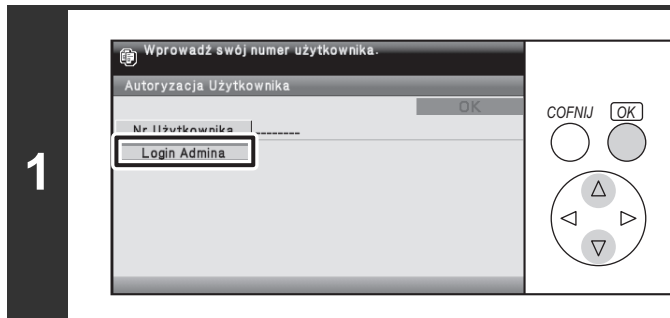 1
Wprowadź swój numer użytkownika.
Autoryzacja Użytkownika
OK
Nr Użytkownika --------
Login Admina
COFNIJ OK